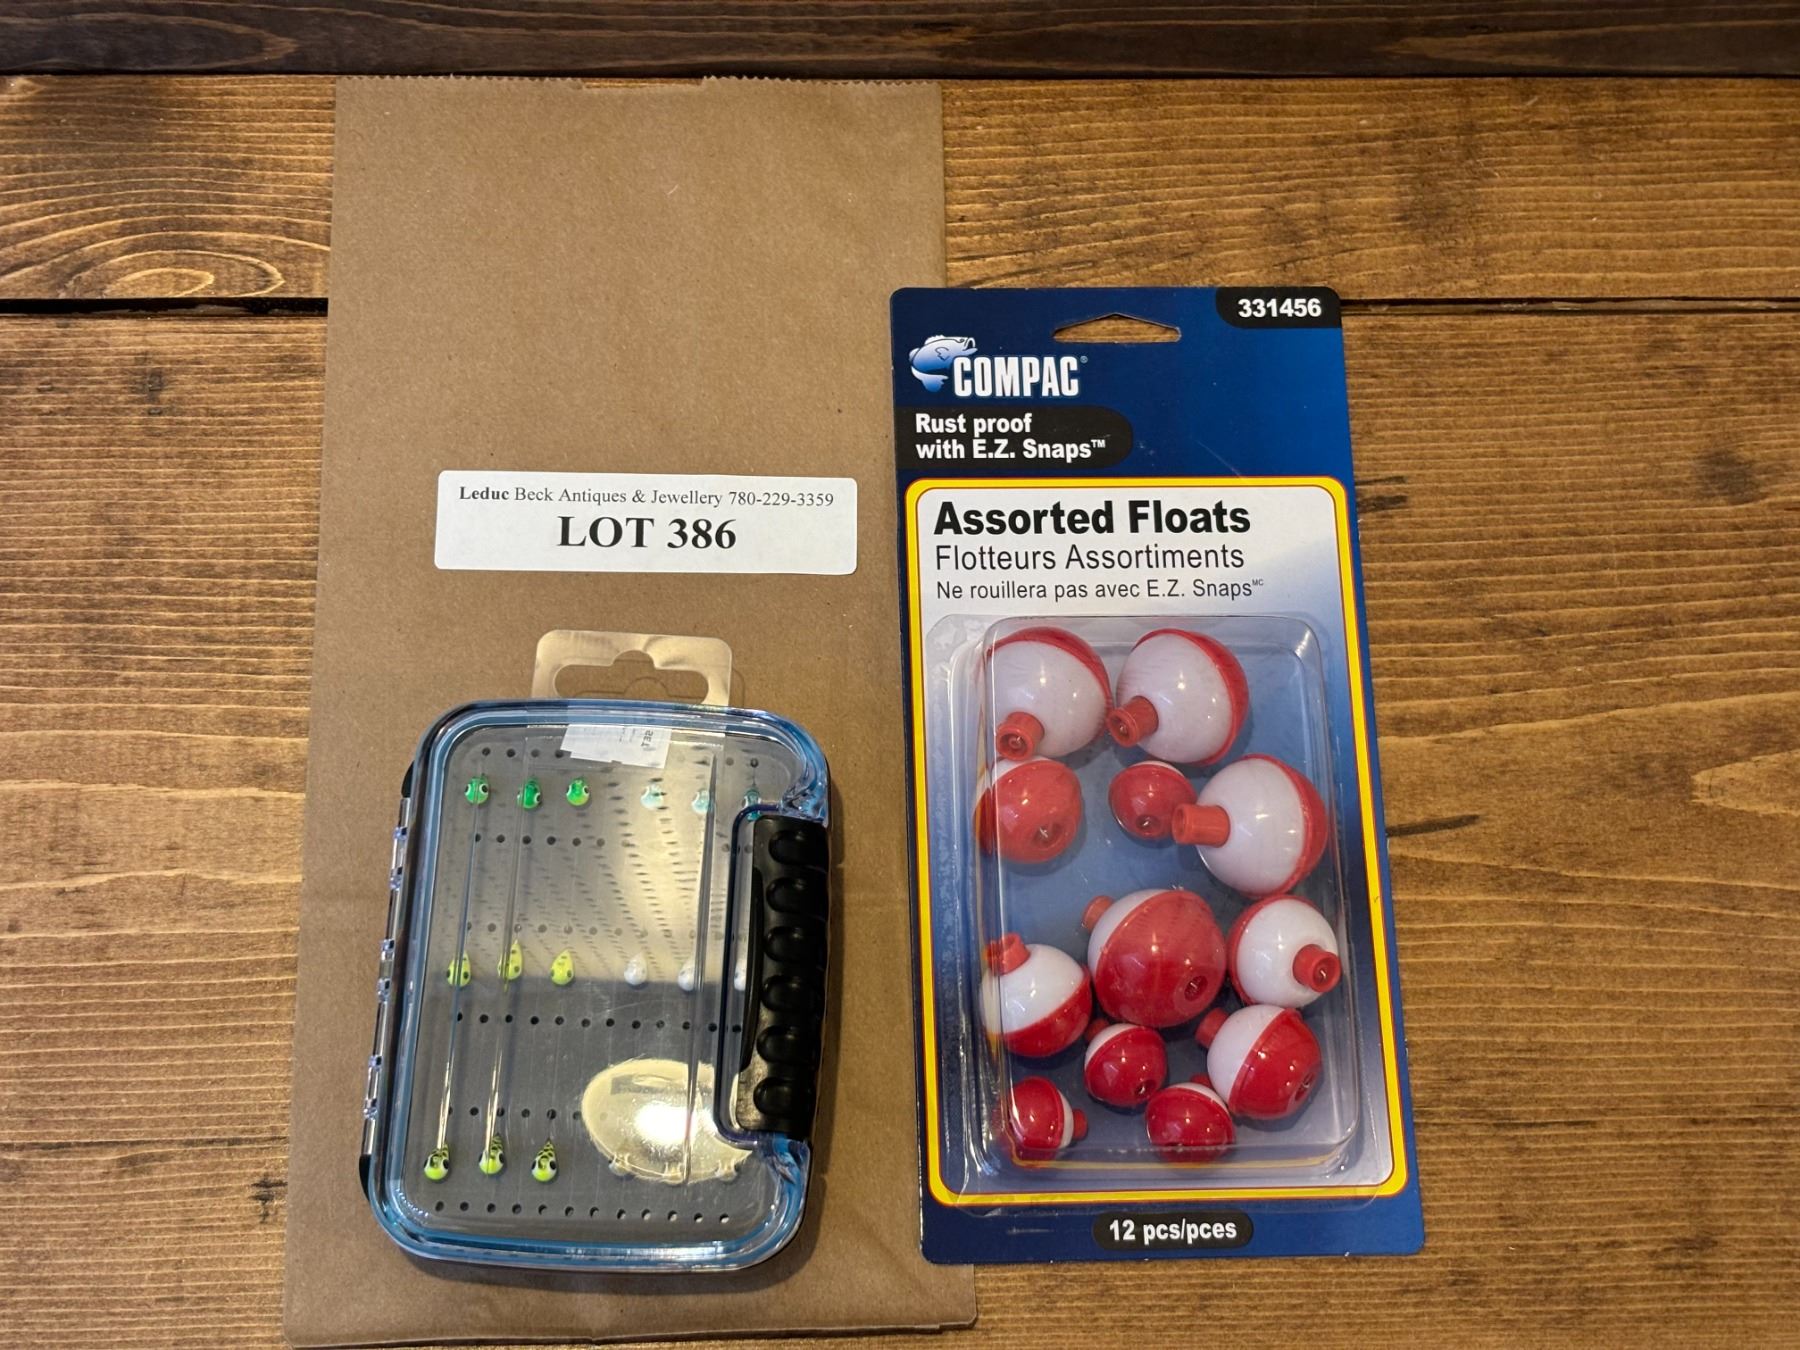 Leduc Beck Antiques & Jewellery 780-229-3359
LOT 386
331456
COMPAC®
Rust proof
with E.Z. Snaps™
Assorted Floats
Flotteurs Assortiments
Ne rouillera pas avec E.Z. Snaps MC
12 pcs/pces